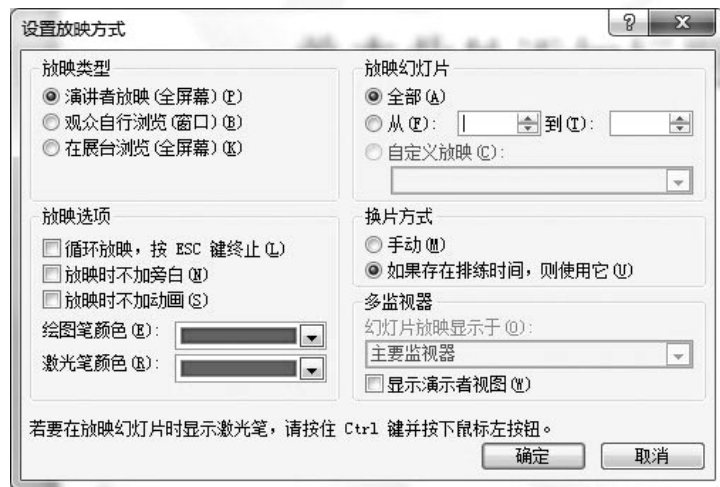 设置放映方式
放映类型
演讲者放映(全屏幕)(P)
观众自行浏览(窗口)(B)
在展台浏览(全屏幕)(K)
放映幻灯片
全部(A)
从(F): 到(T):
自定义放映(C):
放映选项
循环放映，按 ESC 键终止(L)
放映时不加旁白(N)
放映时不加动画(S)
绘图笔颜色(E):
激光笔颜色(R):
换片方式
手动(M)
如果存在排练时间，则使用它(U)
多监视器
幻灯片放映显示于(O):
主要监视器
显示演示者视图(W)
若要在放映幻灯片时显示激光笔，请按住 Ctrl 键并按下鼠标左按钮。
确定 取消